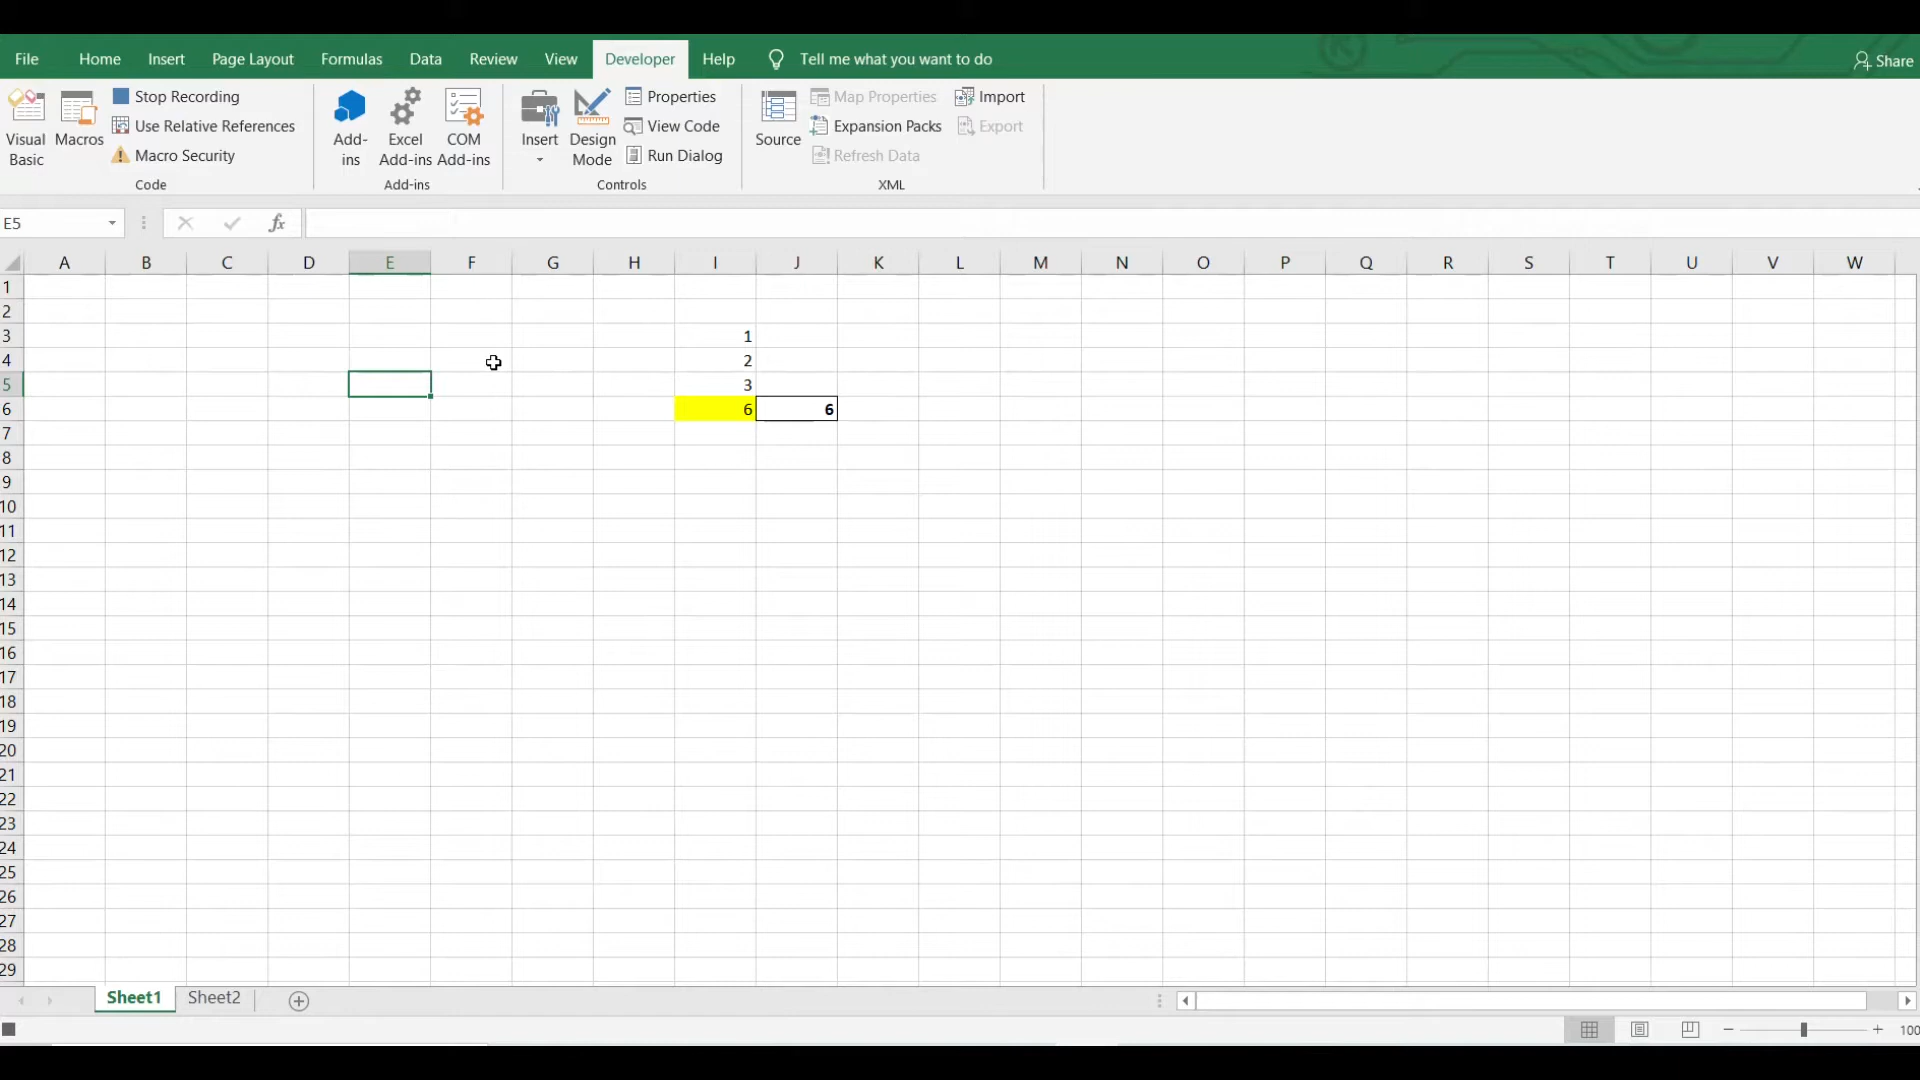 File Home Insert Page Layout Formulas Data Review View Developer Help Tell me what you want to do Share
Visual Basic
Macros
Stop Recording
Use Relative References
Macro Security
Code
Add-ins
Excel Add-ins
COM Add-ins
Add-ins
Insert
Design Mode
Properties
View Code
Run Dialog
Controls
Source
Map Properties
Expansion Packs
Refresh Data
Import
Export
XML
E5 fx
A B C D E F G H I J K L M N O P Q R S T U V W
1
2
3 1
4 2
5 3
6 6 6
7
8
9
10
11
12
13
14
15
16
17
18
19
20
21
22
23
24
25
26
27
28
29
Sheet1 Sheet2
100